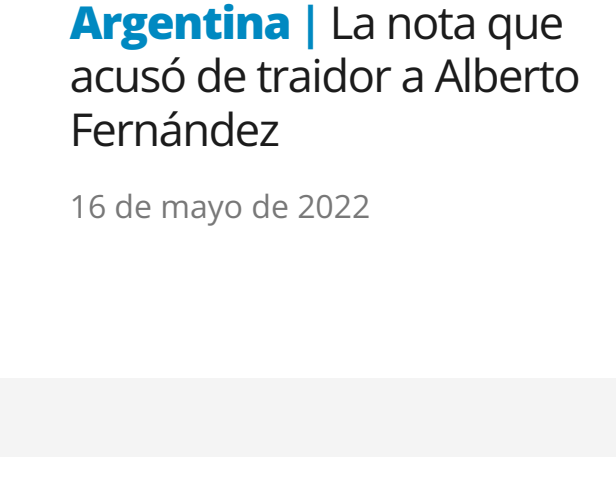 Argentina | La nota que
acusó de traidor a Alberto
Fernández
16 de mayo de 2022